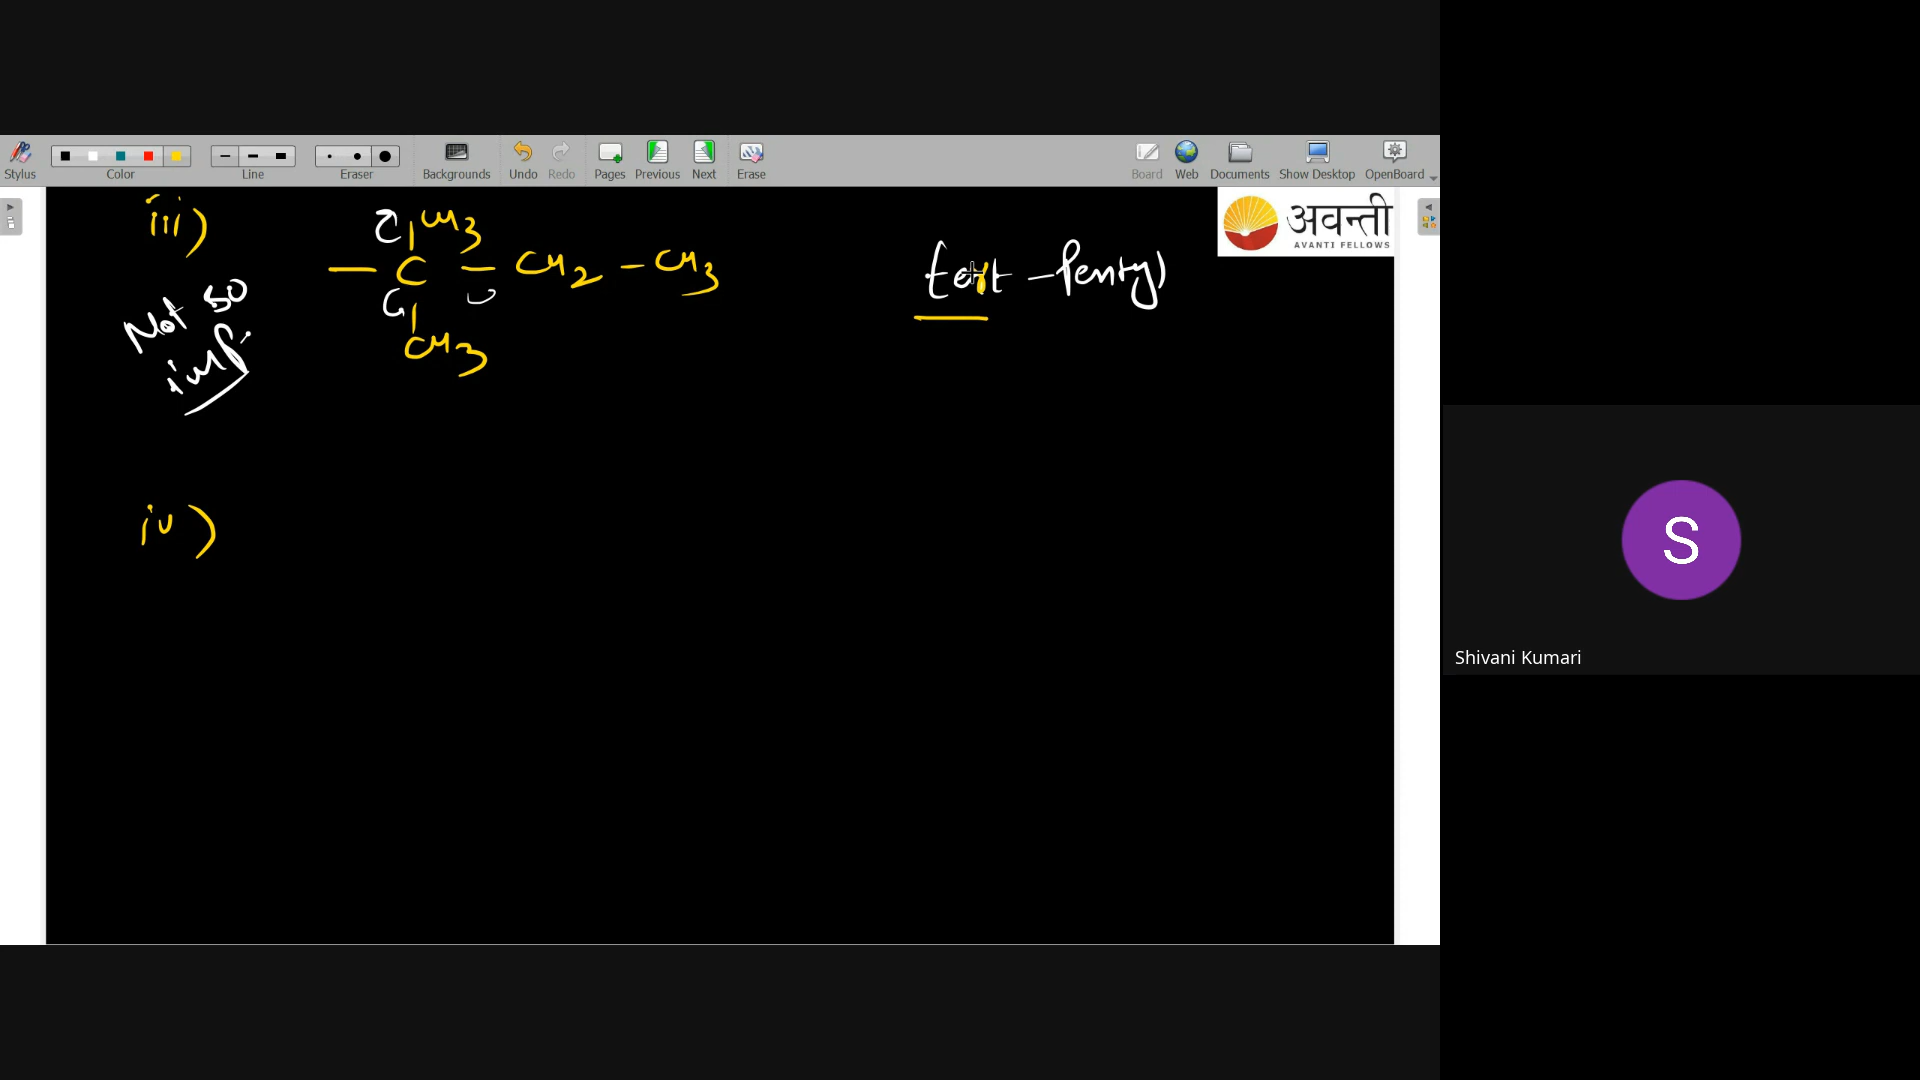 Stylus Color Line Eraser Backgrounds Undo Redo Pages Previous Next Erase Board Web Documents Show Desktop OpenBoard
अवन्ती
AVANTI FELLOWS
iii)
CH3
— C — CH2 — CH3
CH3
tert — Pentyl
Not so
imp.
iv)
S
Shivani Kumari